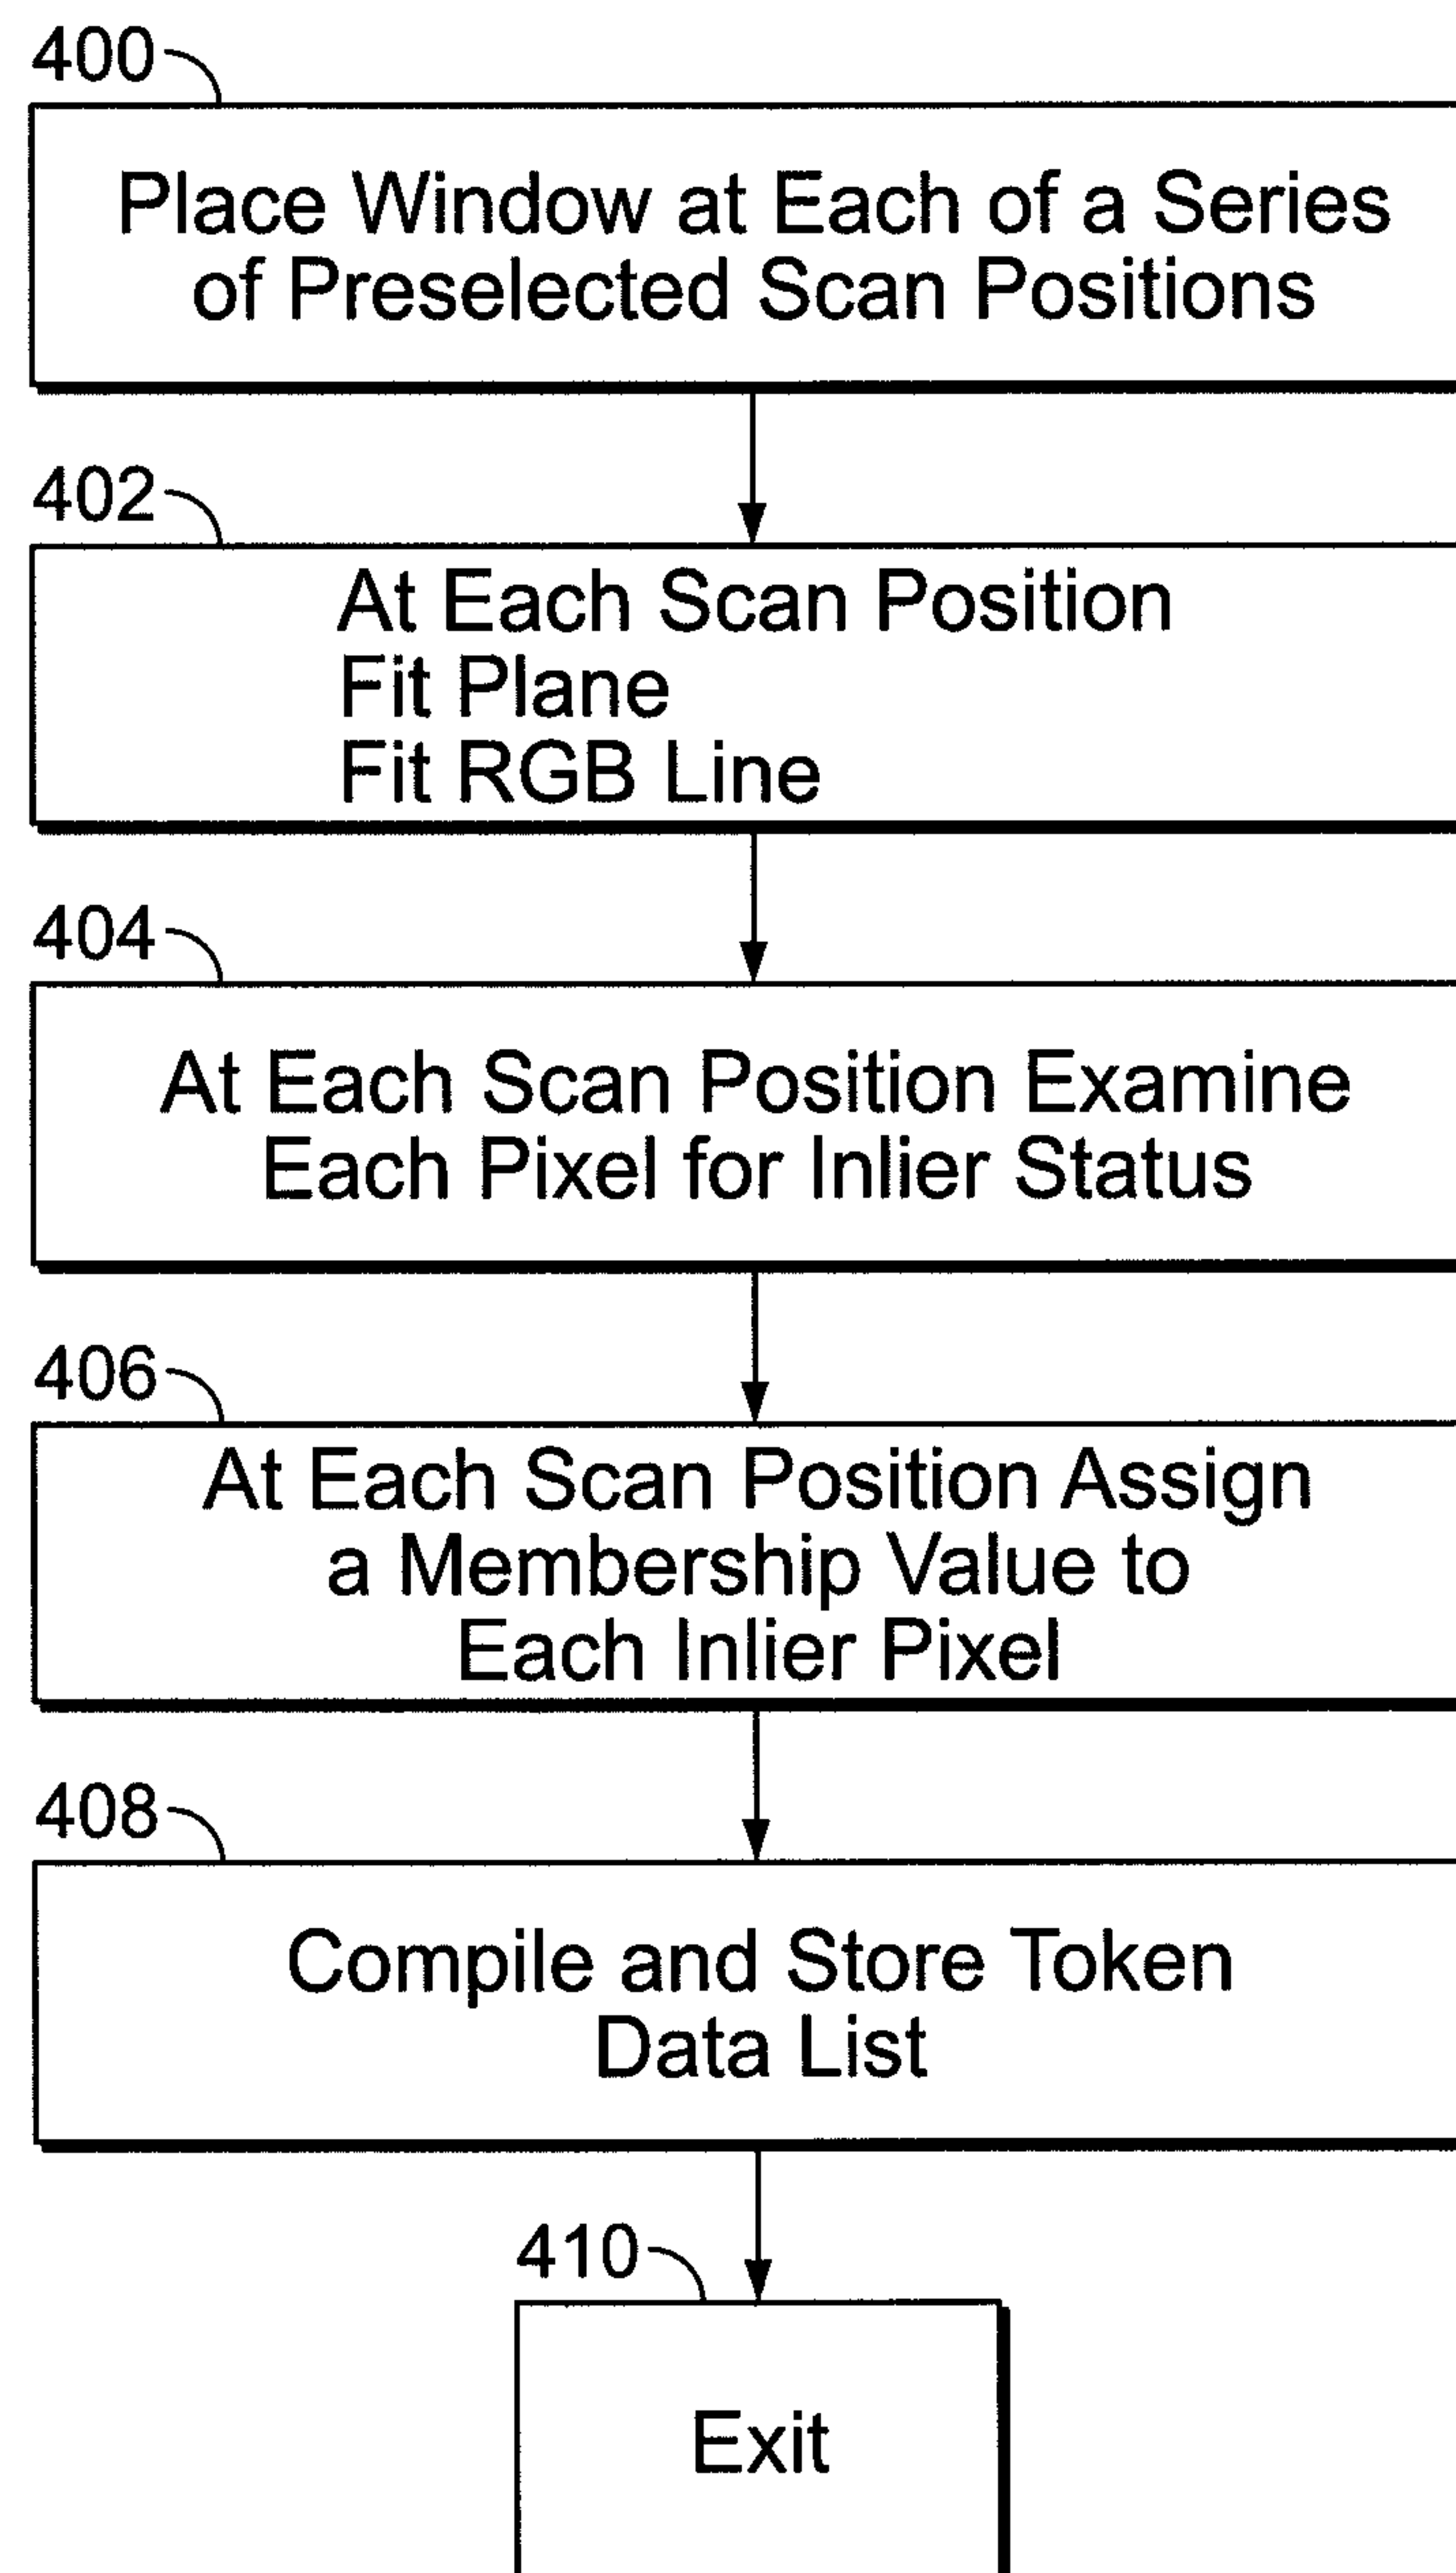 400
Place Window at Each of a Series
of Preselected Scan Positions
402
At Each Scan Position
Fit Plane
Fit RGB Line
404
At Each Scan Position Examine
Each Pixel for Inlier Status
406
At Each Scan Position Assign
a Membership Value to
Each Inlier Pixel
408
Compile and Store Token
Data List
410
Exit